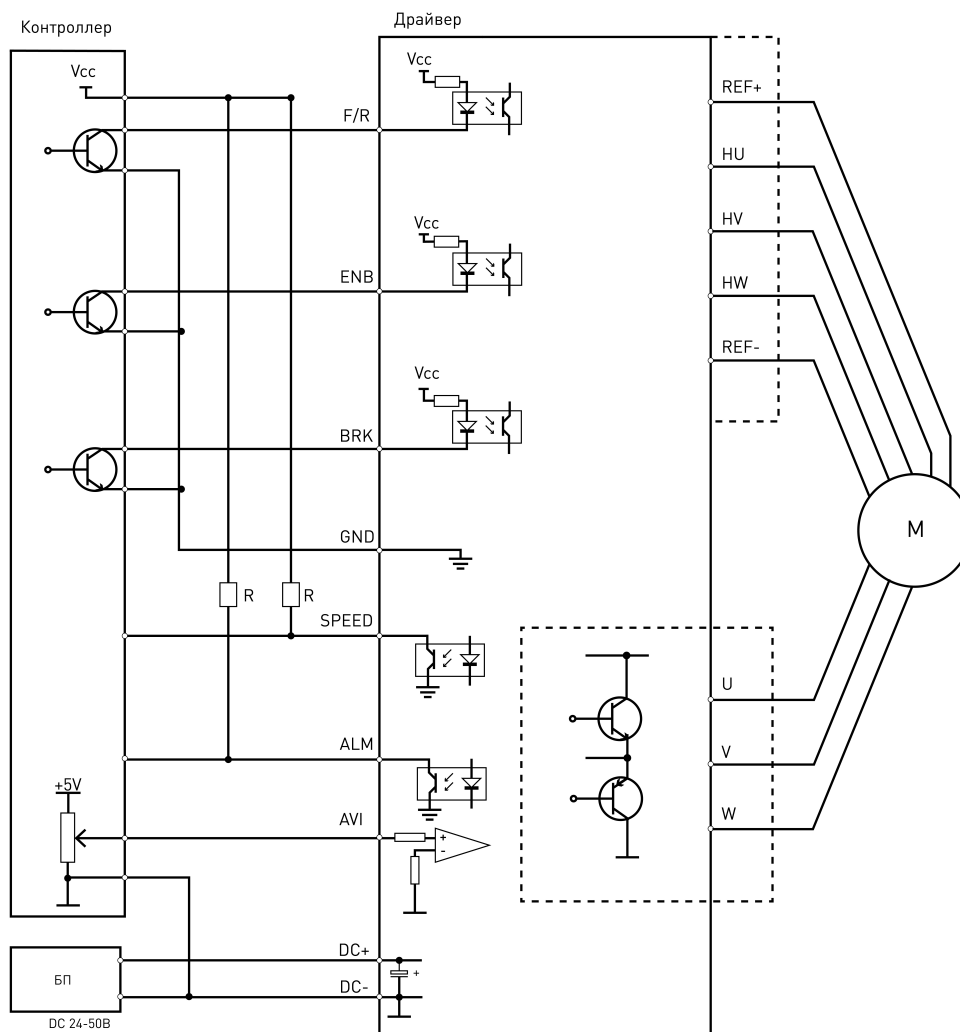 Контроллер
Драйвер
Vcc
Vcc
REF+
F/R
HU
HV
Vcc
ENB
HW
REF-
Vcc
BRK
GND
M
R
R
SPEED
U
ALM
V
+5V
AVI
W
+
-
DC+
+
БП
DC-
DC 24-50В